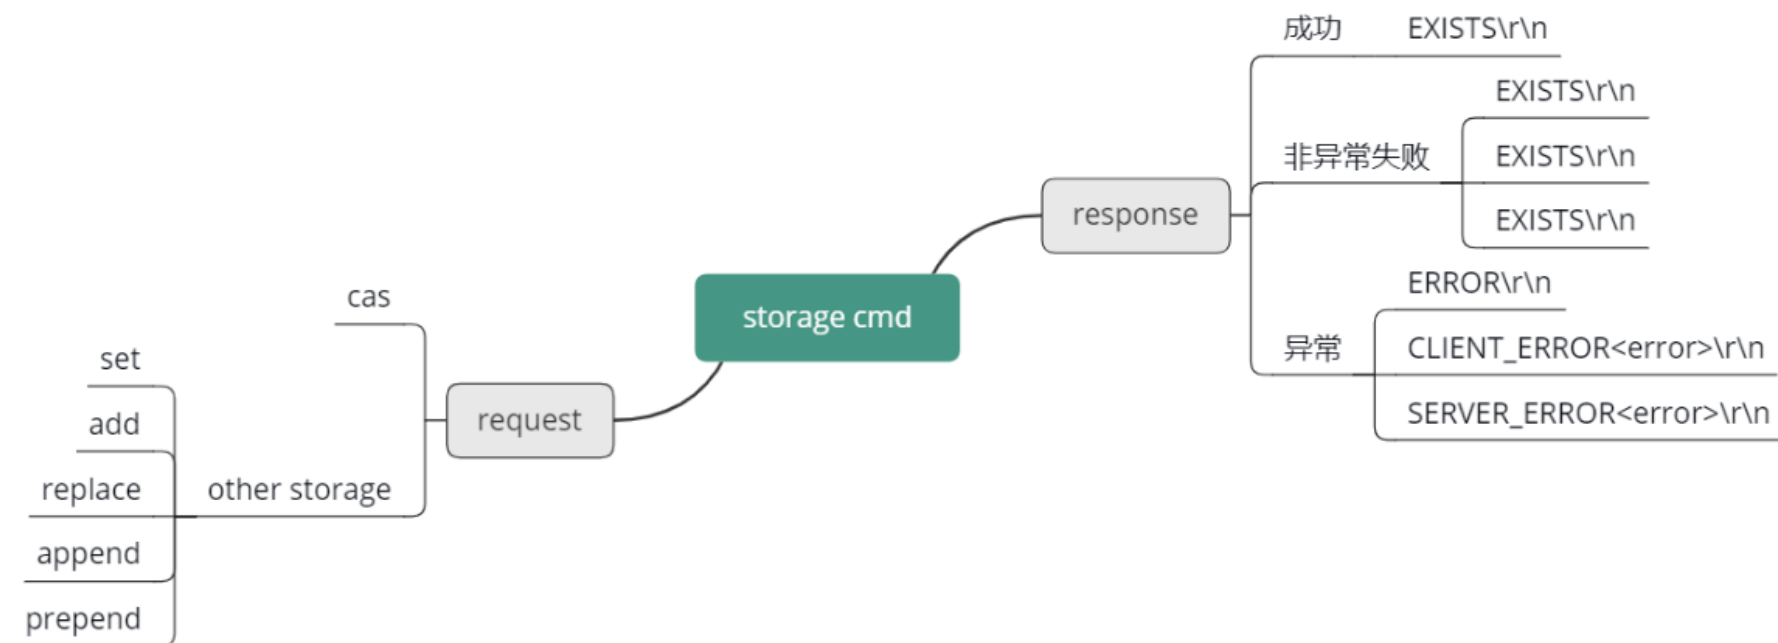 storage cmd
response
成功
EXISTS\r\n
非异常失败
EXISTS\r\n
EXISTS\r\n
EXISTS\r\n
异常
ERROR\r\n
CLIENT_ERROR<error>\r\n
SERVER_ERROR<error>\r\n
request
cas
other storage
set
add
replace
append
prepend